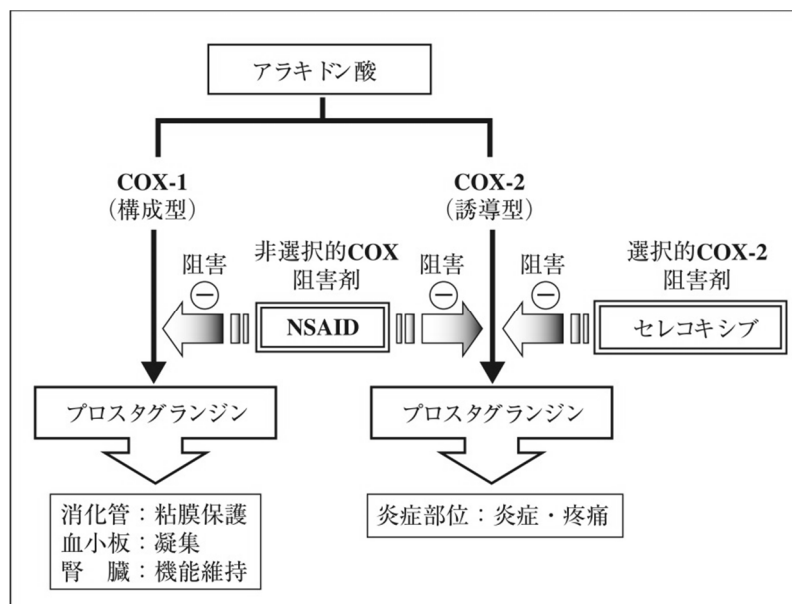 アラキドン酸
COX-1
（構成型）
COX-2
（誘導型）
阻害
非選択的COX
阻害剤
阻害
阻害
選択的COX-2
阻害剤
NSAID
セレコキシブ
プロスタグランジン
プロスタグランジン
消化管：粘膜保護
血小板：凝集
腎　臓：機能維持
炎症部位：炎症・疼痛